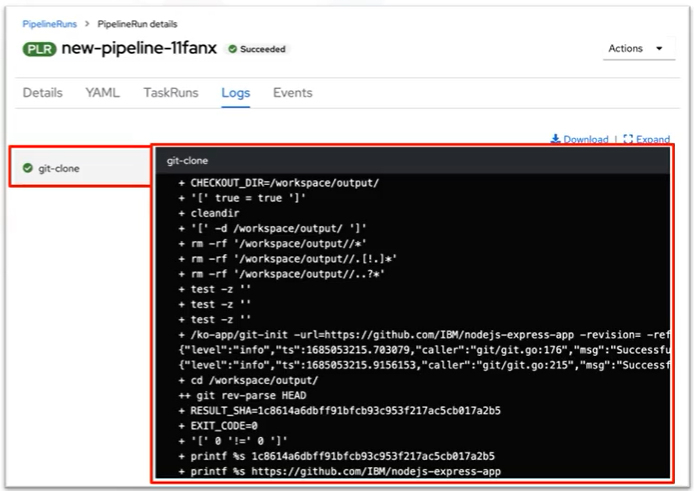 PipelineRuns > PipelineRun details
PLR new-pipeline-11fanx Succeeded
Actions
Details YAML TaskRuns Logs Events
Download | Expand
git-clone
git-clone
+ CHECKOUT_DIR=/workspace/output/
+ '[' true = true ']'
+ cleandir
+ '[' -d /workspace/output/ ']'
+ rm -rf '/workspace/output//*'
+ rm -rf '/workspace/output//.[!.]*'
+ rm -rf '/workspace/output//..?*'
+ test -z ''
+ test -z ''
+ test -z ''
+ /ko-app/git-init -url=https://github.com/IBM/nodejs-express-app -revision= -ref
{"level":"info","ts":1685053215.703079,"caller":"git/git.go:176","msg":"Successfu
{"level":"info","ts":1685053215.9156153,"caller":"git/git.go:215","msg":"Successf
+ cd /workspace/output/
++ git rev-parse HEAD
+ RESULT_SHA=1c8614a6dbff91bfcb93c953f217ac5cb017a2b5
+ EXIT_CODE=0
+ '[' 0 '!=' 0 ']'
+ printf %s 1c8614a6dbff91bfcb93c953f217ac5cb017a2b5
+ printf %s https://github.com/IBM/nodejs-express-app